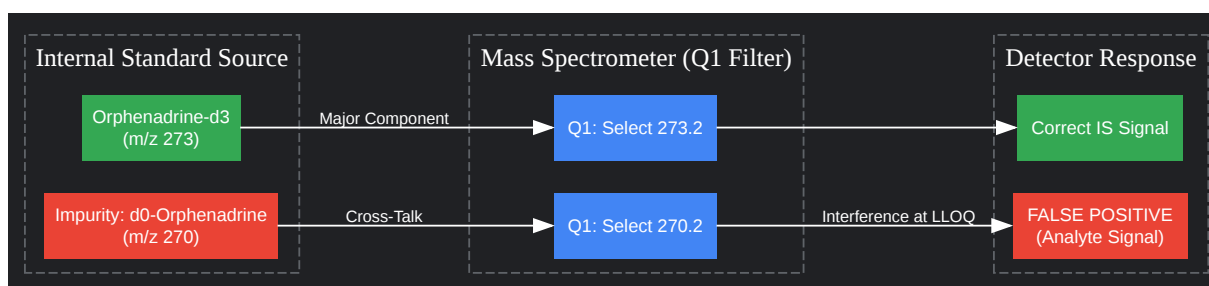 Internal Standard Source
Mass Spectrometer (Q1 Filter)
Detector Response
Orphenadrine-d3
(m/z 273)
Major Component
Q1: Select 273.2
Correct IS Signal
Impurity: d0-Orphenadrine
(m/z 270)
Cross-Talk
Q1: Select 270.2
Interference at LLOQ
FALSE POSITIVE
(Analyte Signal)